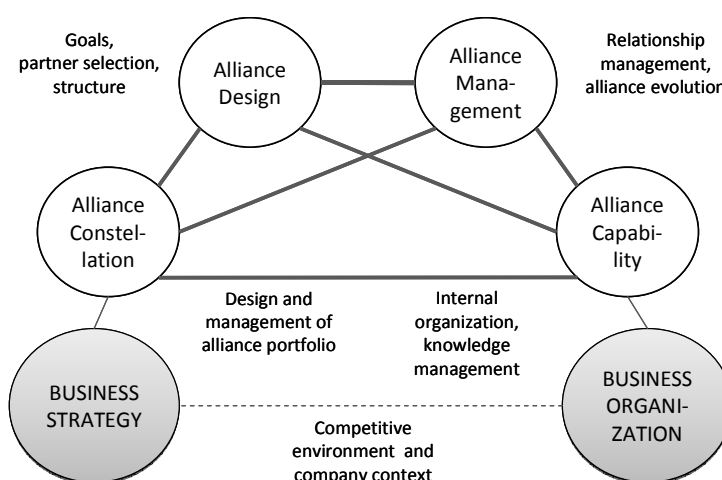 Goals,
partner selection,
structure
Alliance
Design
Alliance
Mana-
gement
Relationship
management,
alliance evolution
Alliance
Constel-
lation
Alliance
Capabi-
lity
Design and
management of
alliance portfolio
Internal
organization,
knowledge
management
BUSINESS
STRATEGY
BUSINESS
ORGANI-
ZATION
Competitive
environment and
company context